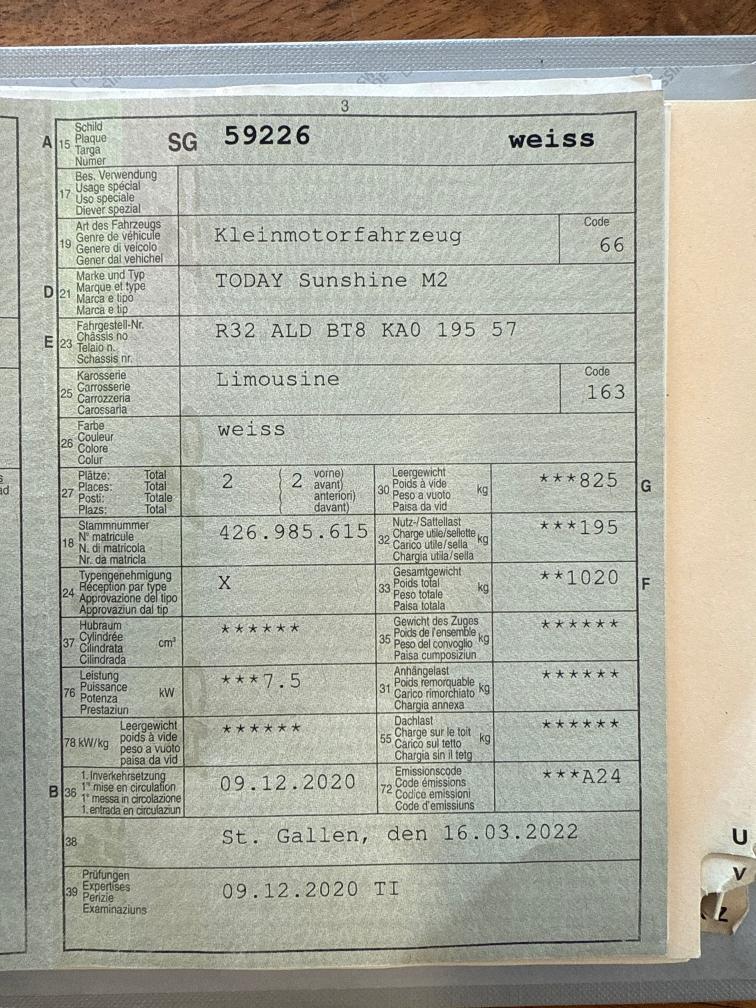 3
A 15 Schild Plaque Targa Numer SG 59226 weiss
17 Bes. Verwendung Usage spécial Uso speciale Diever spezial
19 Art des Fahrzeugs Genre de véhicule Genere di veicolo Gener dal vehichel Kleinmotorfahrzeug Code 66
D 21 Marke und Typ Marque et type Marca e tipo Marca e tip TODAY Sunshine M2
E 23 Fahrgestell-Nr. Châssis no Telaio n. Schassis nr. R32 ALD BT8 KA0 195 57
25 Karosserie Carrosserie Carrozzeria Carossaria Limousine Code 163
26 Farbe Couleur Colore Colur weiss
27 Plätze: Total Places: Total Posti: Totale Plazs: Total 2 ( 2 vorne) avant) anteriori) davant)
30 Leergewicht Poids à vide Peso a vuoto Paisa da vid kg ***825 G
18 Stammnummer N° matricule N. di matricola Nr. da matricla 426.985.615
32 Nutz-/Sattellast Charge utile/sellette Carico utile/sella Chargia utila/sella kg ***195
24 Typengenehmigung Réception par type Approvazione del tipo Approvaziun dal tip X
33 Gesamtgewicht Poids total Peso totale Paisa totala kg **1020 F
37 Hubraum Cylindrée Cilindrata Cilindrada cm³ ******
35 Gewicht des Zuges Poids de l'ensemble Peso del convoglio Paisa cumposiziun kg ******
76 Leistung Puissance Potenza Prestaziun kW ***7.5
31 Anhängelast Poids remorquable Carico rimorchiato Chargia annexa kg ******
78 kW/kg Leergewicht poids à vide peso a vuoto paisa da vid ******
55 Dachlast Charge sur le toit Carico sul tetto Chargia sin il tetg kg ******
B 36 1. Inverkehrsetzung 1re mise en circulation 1a messa in circolazione 1. entrada en circulaziun 09.12.2020
72 Emissionscode Code émissions Codice emissioni Code d'emissiuns ***A24
38 St. Gallen, den 16.03.2022
39 Prüfungen Expertises Perizie Examinaziuns 09.12.2020 TI
U
V
Z